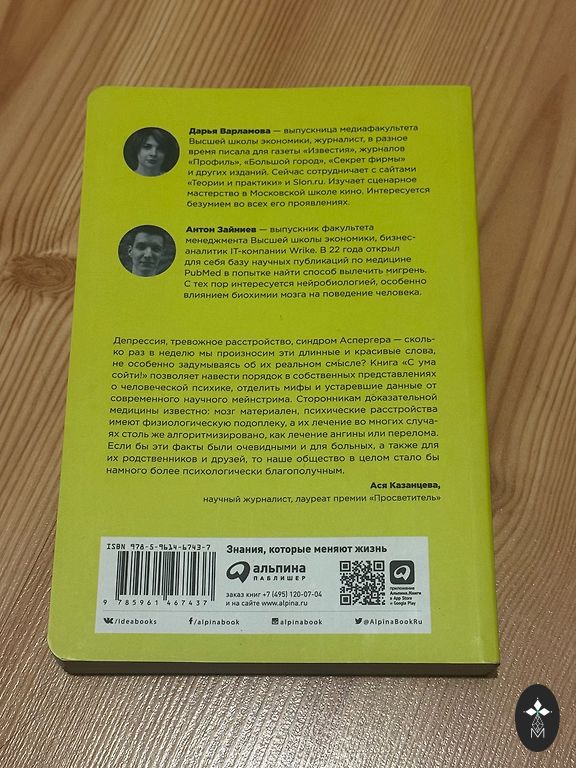 Дарья Варламова — выпускница медиафакультета
Высшей школы экономики, журналист, в разное
время писала для газеты «Известия», журналов
«Профиль», «Большой город», «Секрет фирмы»
и других изданий. Сейчас сотрудничает с сайтами
«Теории и практики» и Slon.ru. Изучает сценарное
мастерство в Московской школе кино. Интересуется
безумием во всех его проявлениях.
Антон Зайниев — выпускник факультета
менеджмента Высшей школы экономики, бизнес-
аналитик IT-компании Wrike. В 22 года открыл
для себя базу научных публикаций по медицине
PubMed в попытке найти способ вылечить мигрень.
С тех пор интересуется нейробиологией, особенно
влиянием биохимии мозга на поведение человека.
Депрессия, тревожное расстройство, синдром Аспергера — сколь-
ко раз в неделю мы произносим эти длинные и красивые слова,
не особенно задумываясь об их реальном смысле? Книга «С ума
сойти!» позволяет навести порядок в собственных представлениях
о человеческой психике, отделить мифы и устаревшие данные от
современного научного мейнстрима. Сторонникам доказательной
медицины известно: мозг материален, психические расстройства
имеют физиологическую подоплеку, а их лечение во многих случа-
ях столь же алгоритмизировано, как лечение ангины или перелома.
Если бы эти факты были очевидными и для больных, а также для
их родственников и друзей, то наше общество в целом стало бы
намного более психологически благополучным.
Ася Казанцева,
научный журналист, лауреат премии «Просветитель»
ISBN 978-5-9614-6743-7
9 785961 467437
Знания, которые меняют жизнь
альпина
ПАБЛИШЕР
заказ книг +7 (495) 120-07-04
и на сайте www.alpina.ru
приложение
Альпина.Книги
в App Store
и Google Play
/ideabooks
/alpinabook
alpinabook
@AlpinaBookRu
M